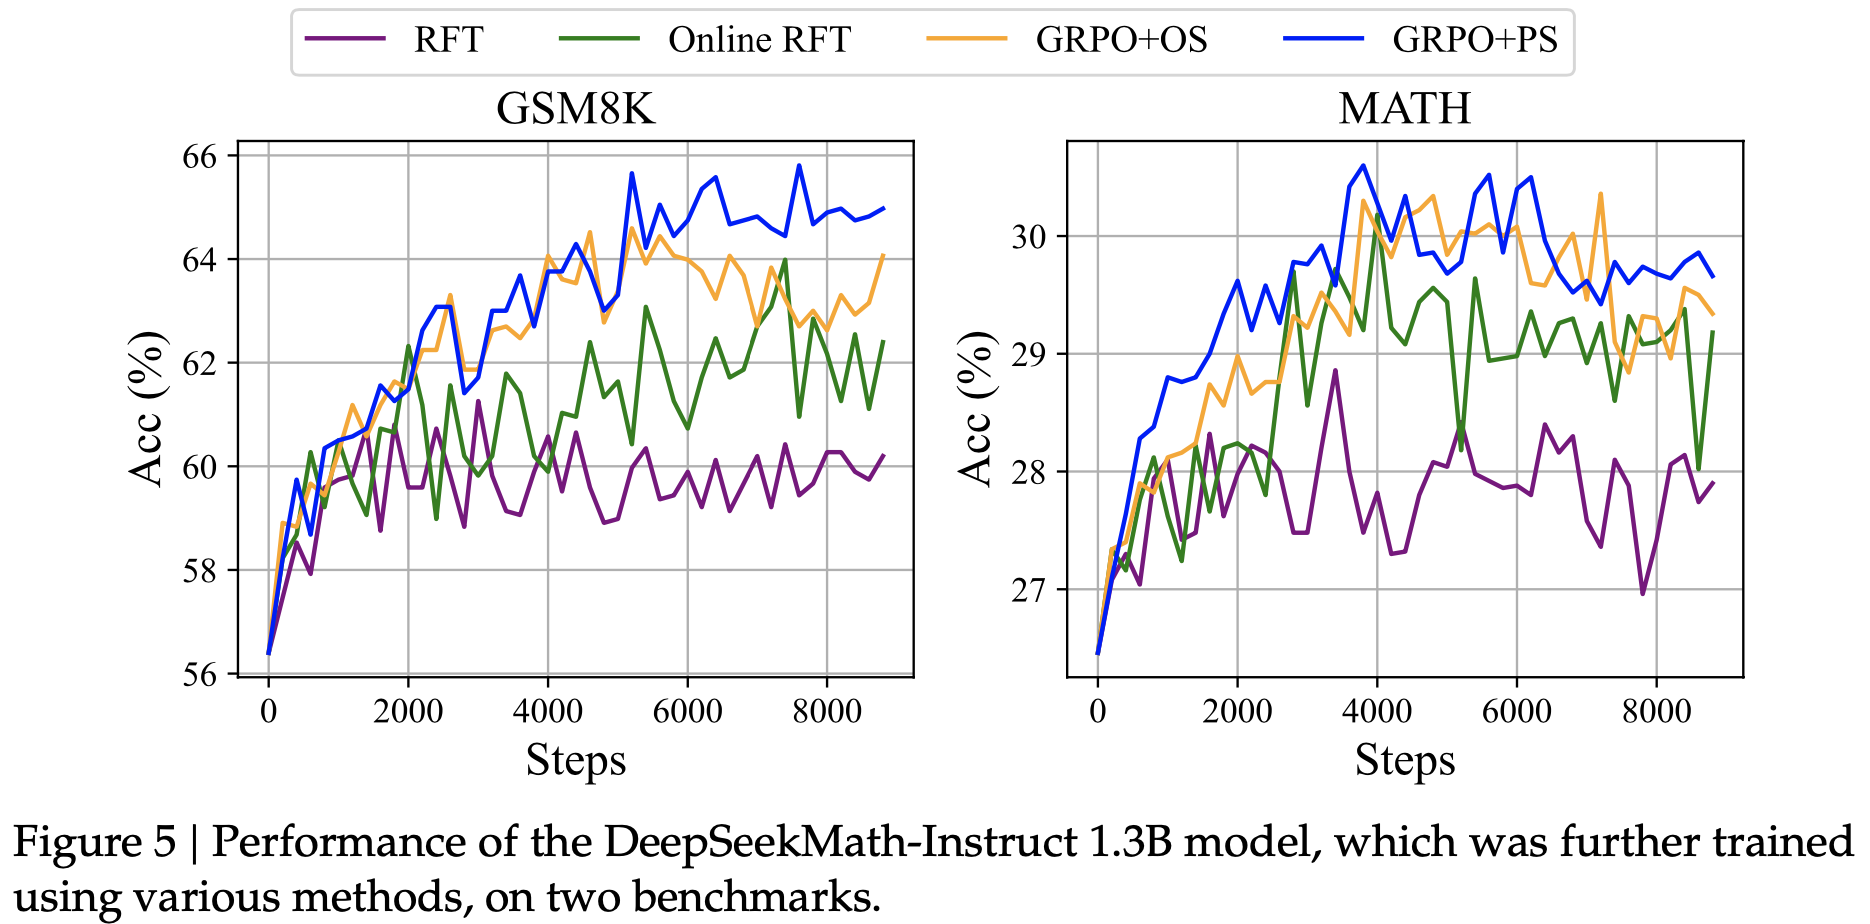 RFT Online RFT GRPO+OS GRPO+PS
GSM8K
66
64
62
60
58
56
Acc (%)
0 2000 4000 6000 8000
Steps
MATH
30
29
28
27
Acc (%)
0 2000 4000 6000 8000
Steps
Figure 5 | Performance of the DeepSeekMath-Instruct 1.3B model, which was further trained
using various methods, on two benchmarks.